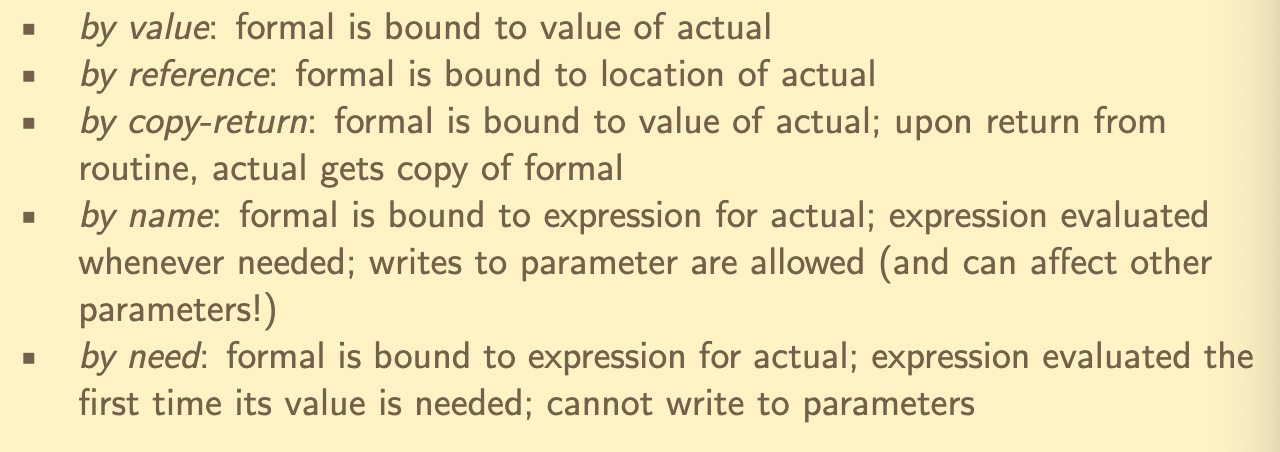 ▪ by value: formal is bound to value of actual
▪ by reference: formal is bound to location of actual
▪ by copy-return: formal is bound to value of actual; upon return from
routine, actual gets copy of formal
▪ by name: formal is bound to expression for actual; expression evaluated
whenever needed; writes to parameter are allowed (and can affect other
parameters!)
▪ by need: formal is bound to expression for actual; expression evaluated the
first time its value is needed; cannot write to parameters